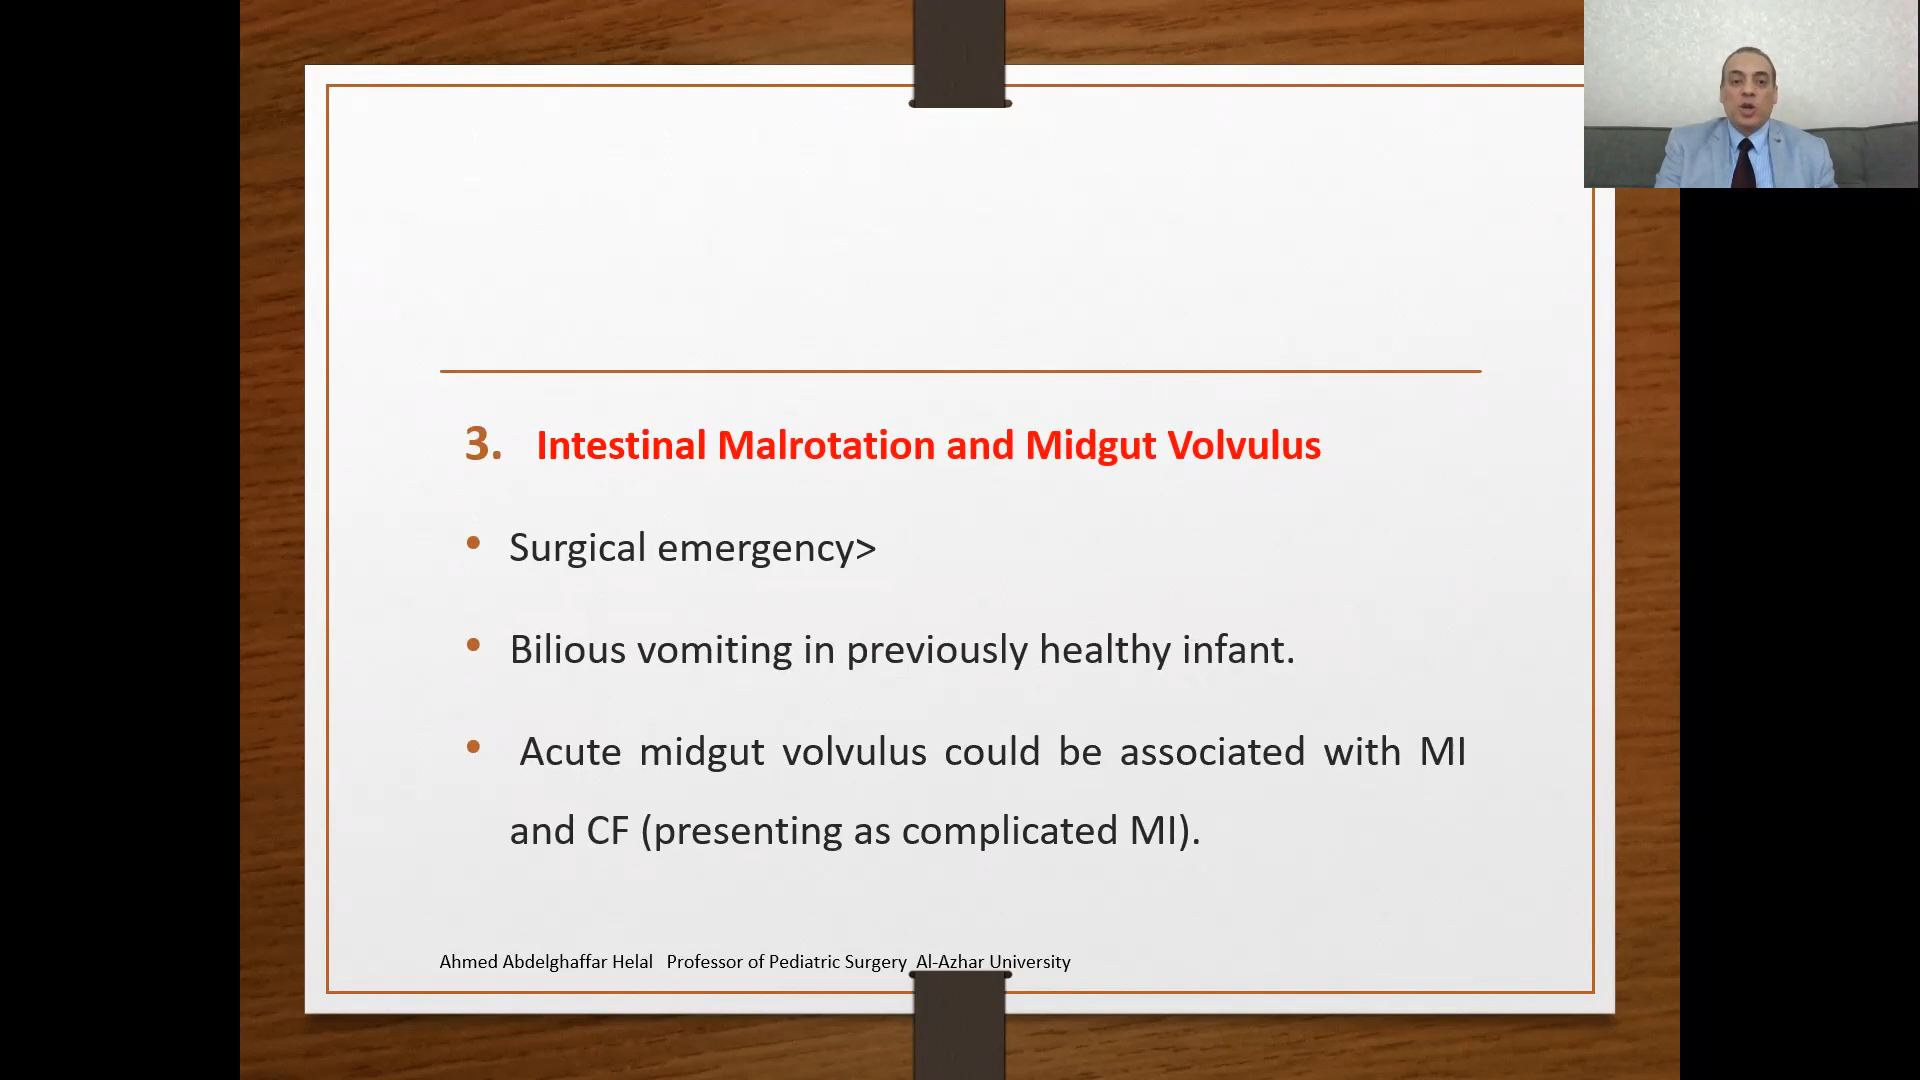 3. Intestinal Malrotation and Midgut Volvulus
• Surgical emergency>
• Bilious vomiting in previously healthy infant.
• Acute midgut volvulus could be associated with MI
and CF (presenting as complicated MI).
Ahmed Abdelghaffar Helal Professor of Pediatric Surgery Al-Azhar University